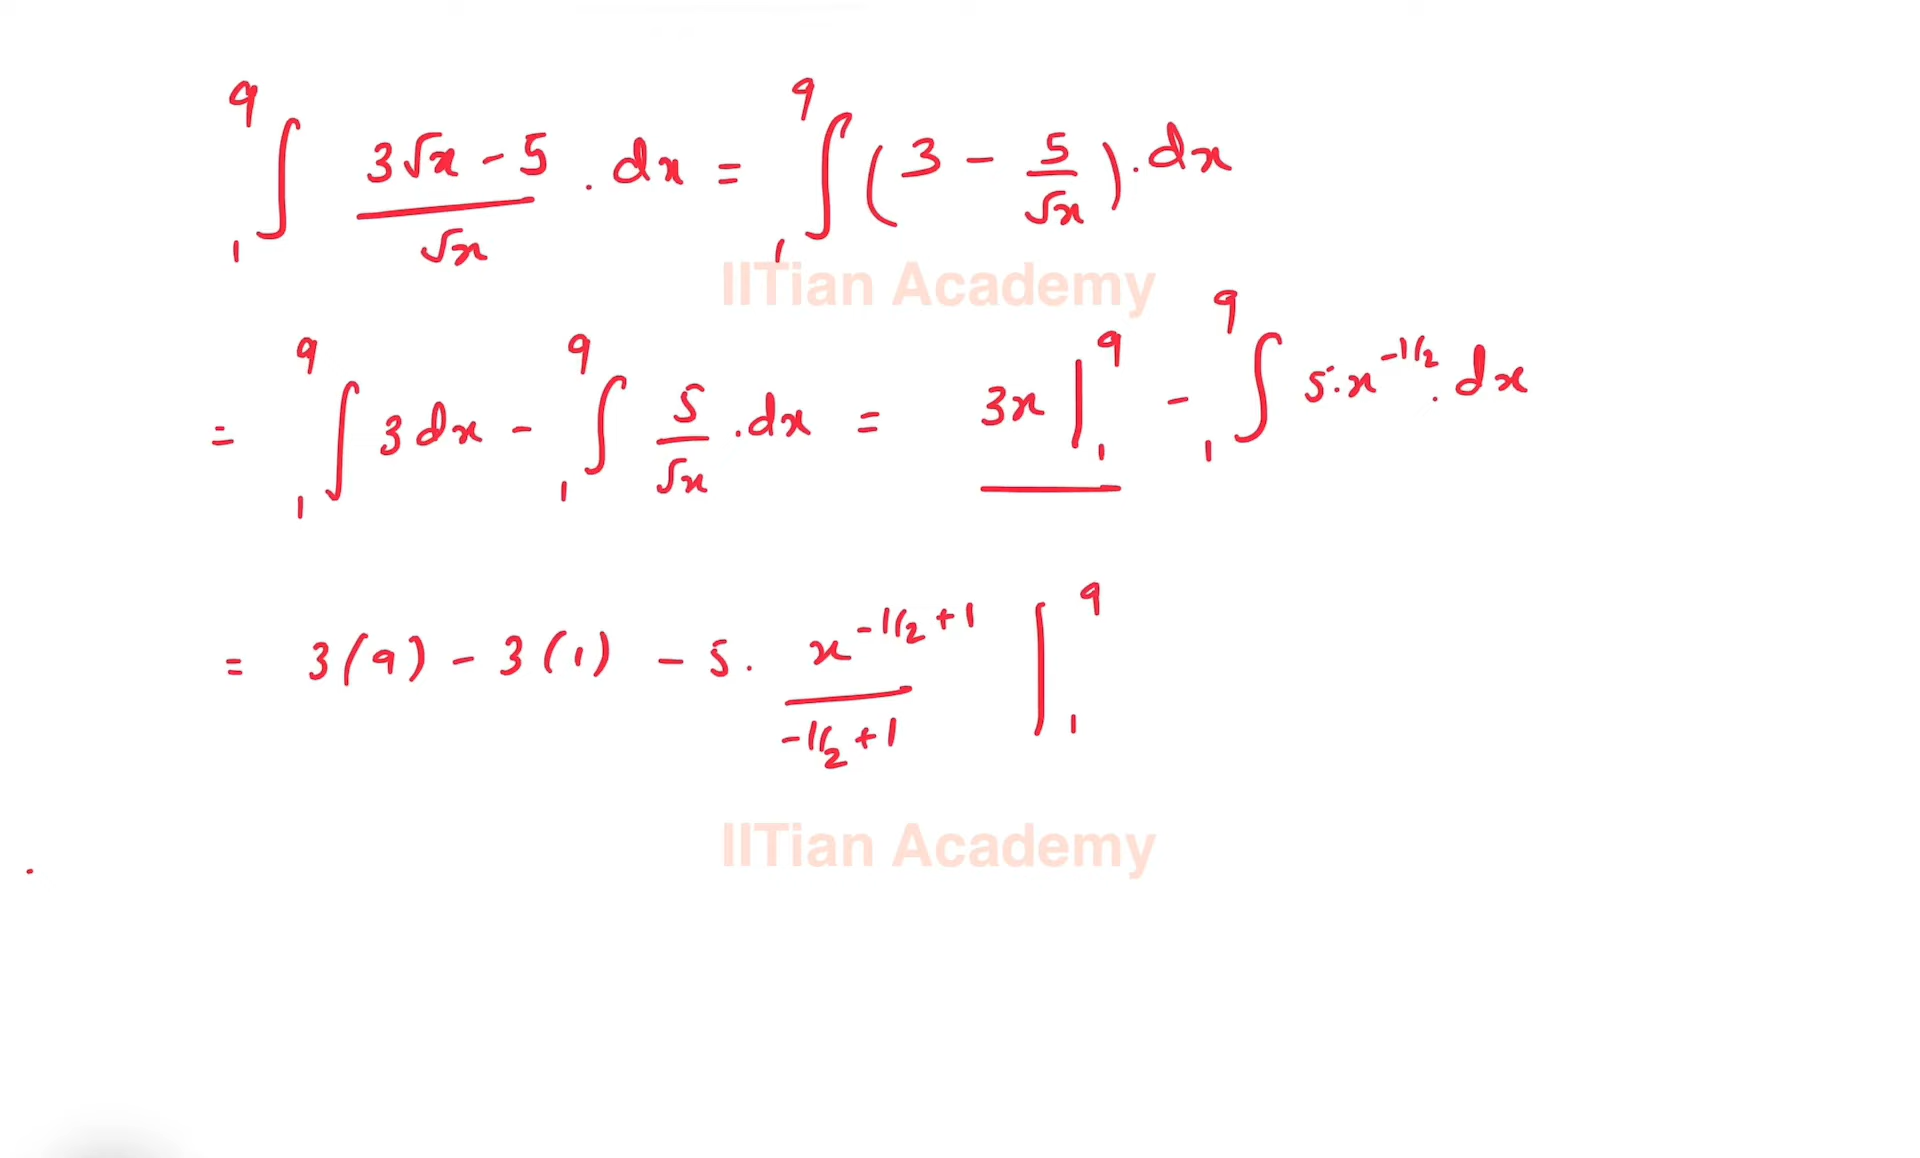 ₁⁹∫ (3√x - 5)/√x . dx = ₁⁹∫ (3 - 5/√x) . dx
IITian Academy
= ₁⁹∫ 3 dx - ₁⁹∫ 5/√x . dx = 3x |₁⁹ - ₁⁹∫ 5.x^(-1/2) . dx
= 3(9) - 3(1) - 5. x^(-1/2+1)/(-1/2+1) |₁⁹
IITian Academy